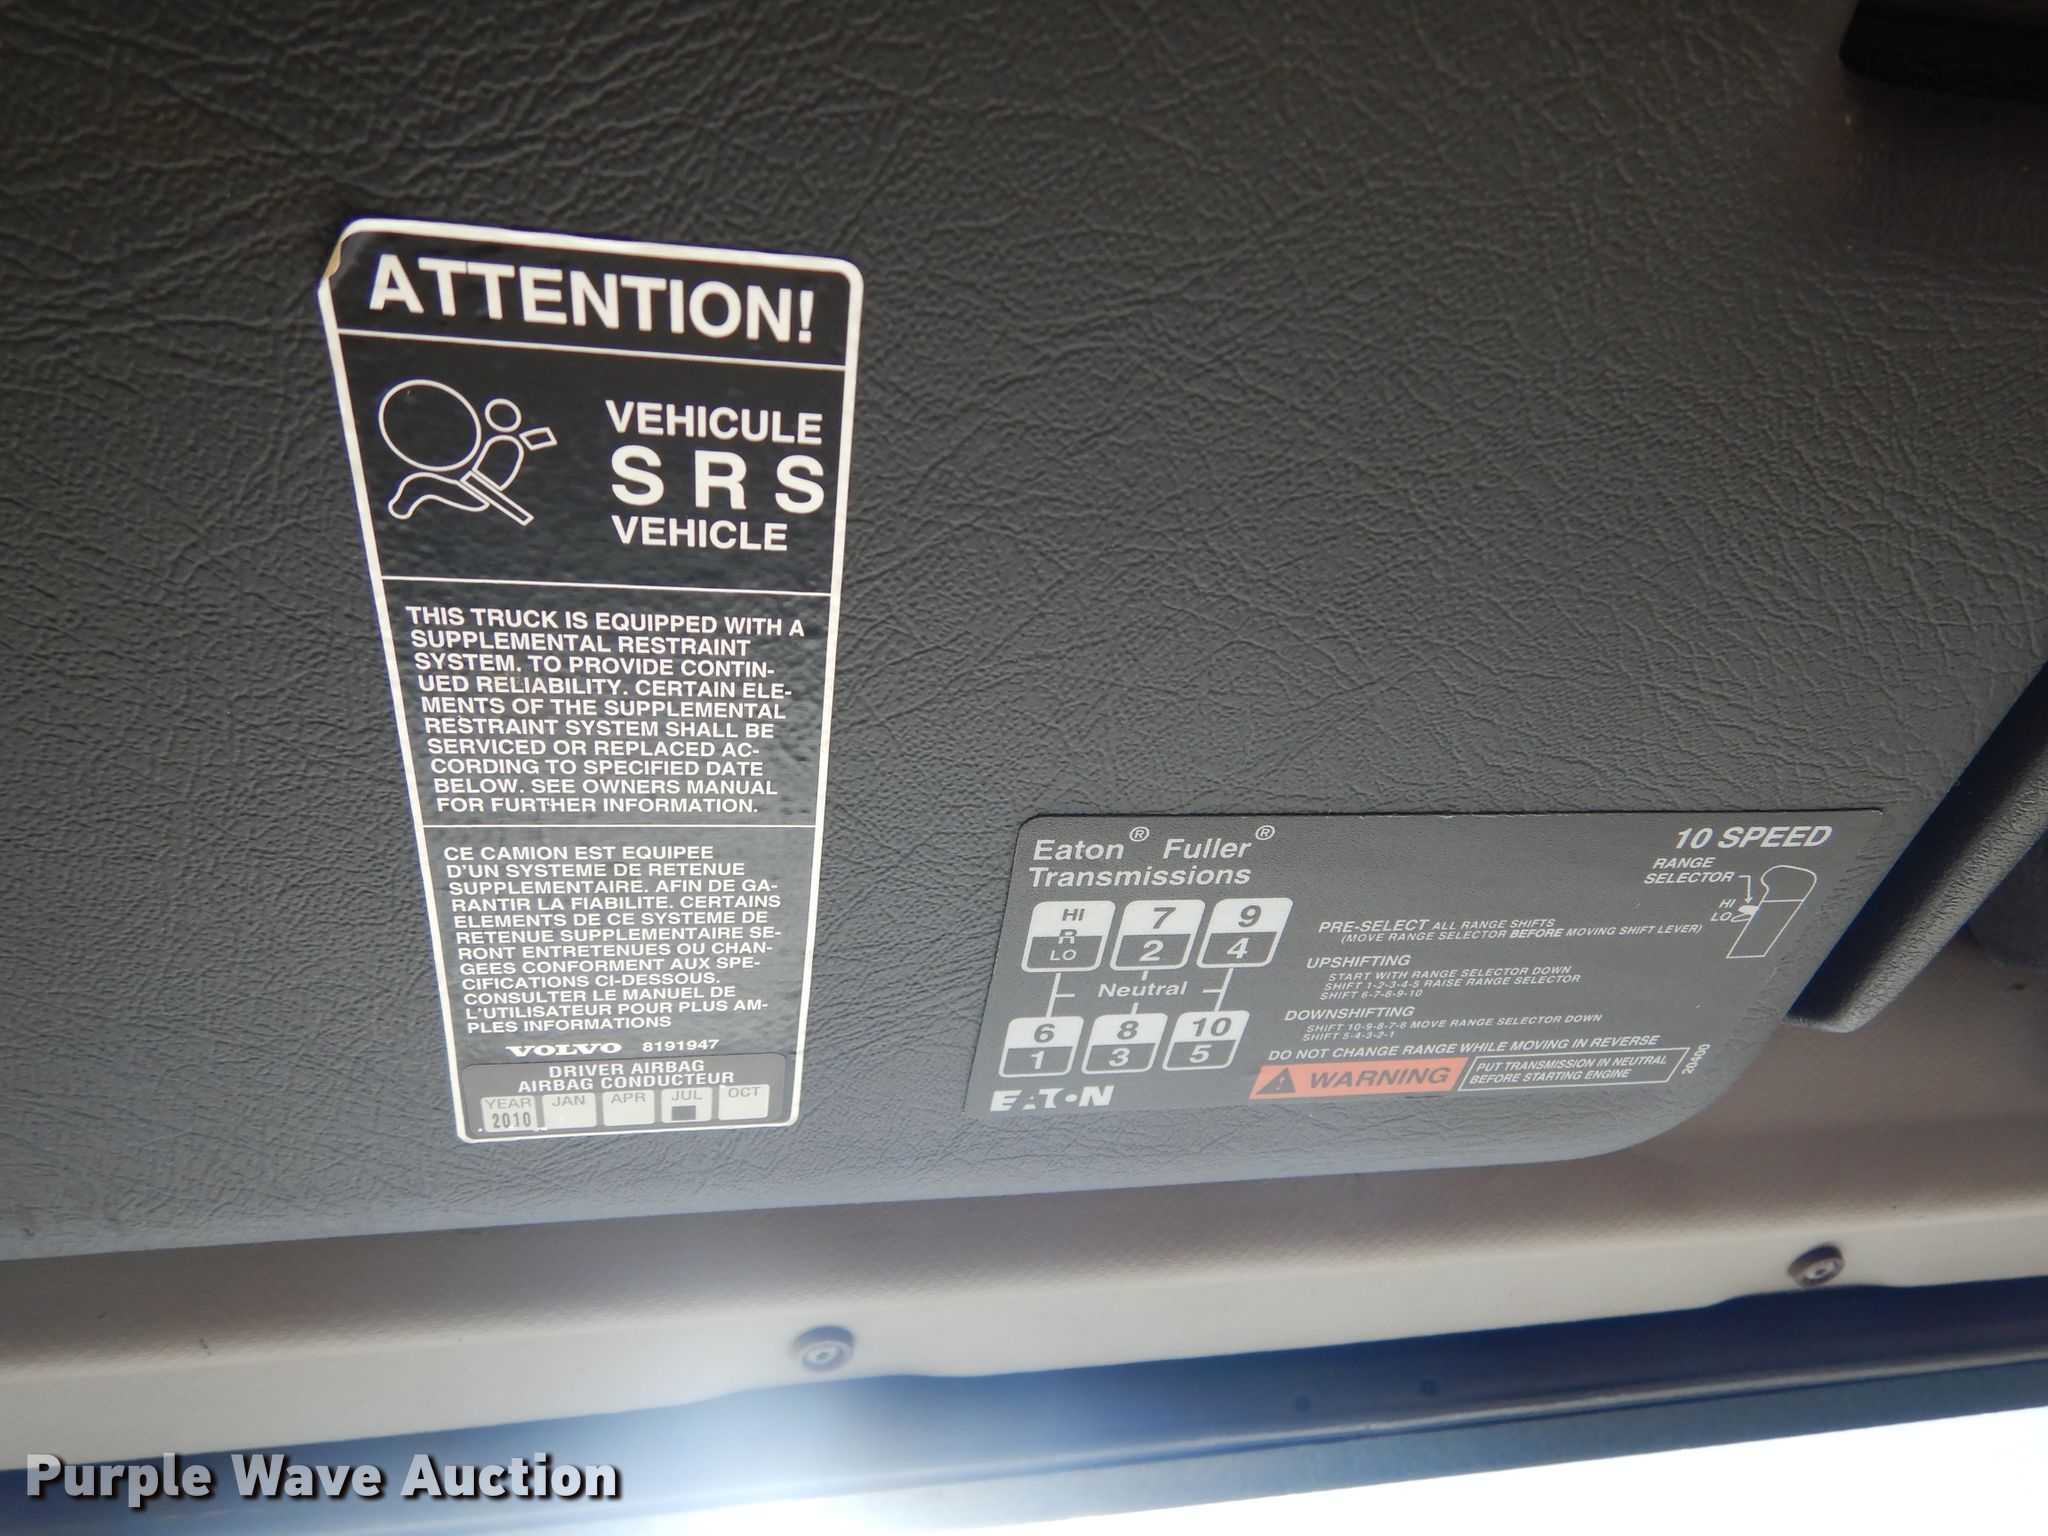 ATTENTION!
VEHICULE
S R S
VEHICLE
THIS TRUCK IS EQUIPPED WITH A
SUPPLEMENTAL RESTRAINT
SYSTEM. TO PROVIDE CONTIN-
UED RELIABILITY. CERTAIN ELE-
MENTS OF THE SUPPLEMENTAL
RESTRAINT SYSTEM SHALL BE
SERVICED OR REPLACED AC-
CORDING TO SPECIFIED DATE
BELOW. SEE OWNERS MANUAL
FOR FURTHER INFORMATION.
CE CAMION EST EQUIPEE
D'UN SYSTEME DE RETENUE
SUPPLEMENTAIRE. AFIN DE GA-
RANTIR LA FIABILITE. CERTAINS
ELEMENTS DE CE SYSTEME DE
RETENUE SUPPLEMENTAIRE SE-
RONT ENTRETENUES OU CHAN-
GEES CONFORMENT AUX SPE-
CIFICATIONS CI-DESSOUS.
CONSULTER LE MANUEL DE
L'UTILISATEUR POUR PLUS AM-
PLES INFORMATIONS
VOLVO 8191947
DRIVER AIRBAG
AIRBAG CONDUCTEUR
YEAR JAN APR JUL OCT
2010
Eaton® Fuller®
Transmissions
10 SPEED
RANGE
SELECTOR
HI
LO
HI 7 9
R
LO 2 4
Neutral
6 8 10
1 3 5
EATON
PRE-SELECT ALL RANGE SHIFTS
(MOVE RANGE SELECTOR BEFORE MOVING SHIFT LEVER)
UPSHIFTING
START WITH RANGE SELECTOR DOWN
SHIFT 1-2-3-4-5 RAISE RANGE SELECTOR
SHIFT 6-7-8-9-10
DOWNSHIFTING
SHIFT 10-9-8-7-6 MOVE RANGE SELECTOR DOWN
SHIFT 5-4-3-2-1
DO NOT CHANGE RANGE WHILE MOVING IN REVERSE
WARNING
PUT TRANSMISSION IN NEUTRAL
BEFORE STARTING ENGINE
20400
Purple Wave Auction